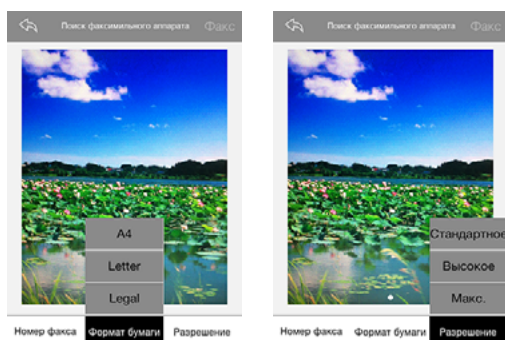 Поиск факсимильного аппарата Факс
A4
Letter
Legal
Номер факса Формат бумаги Разрешение
Поиск факсимильного аппарата Факс
Стандартное
Высокое
Макс.
Номер факса Формат бумаги Разрешение